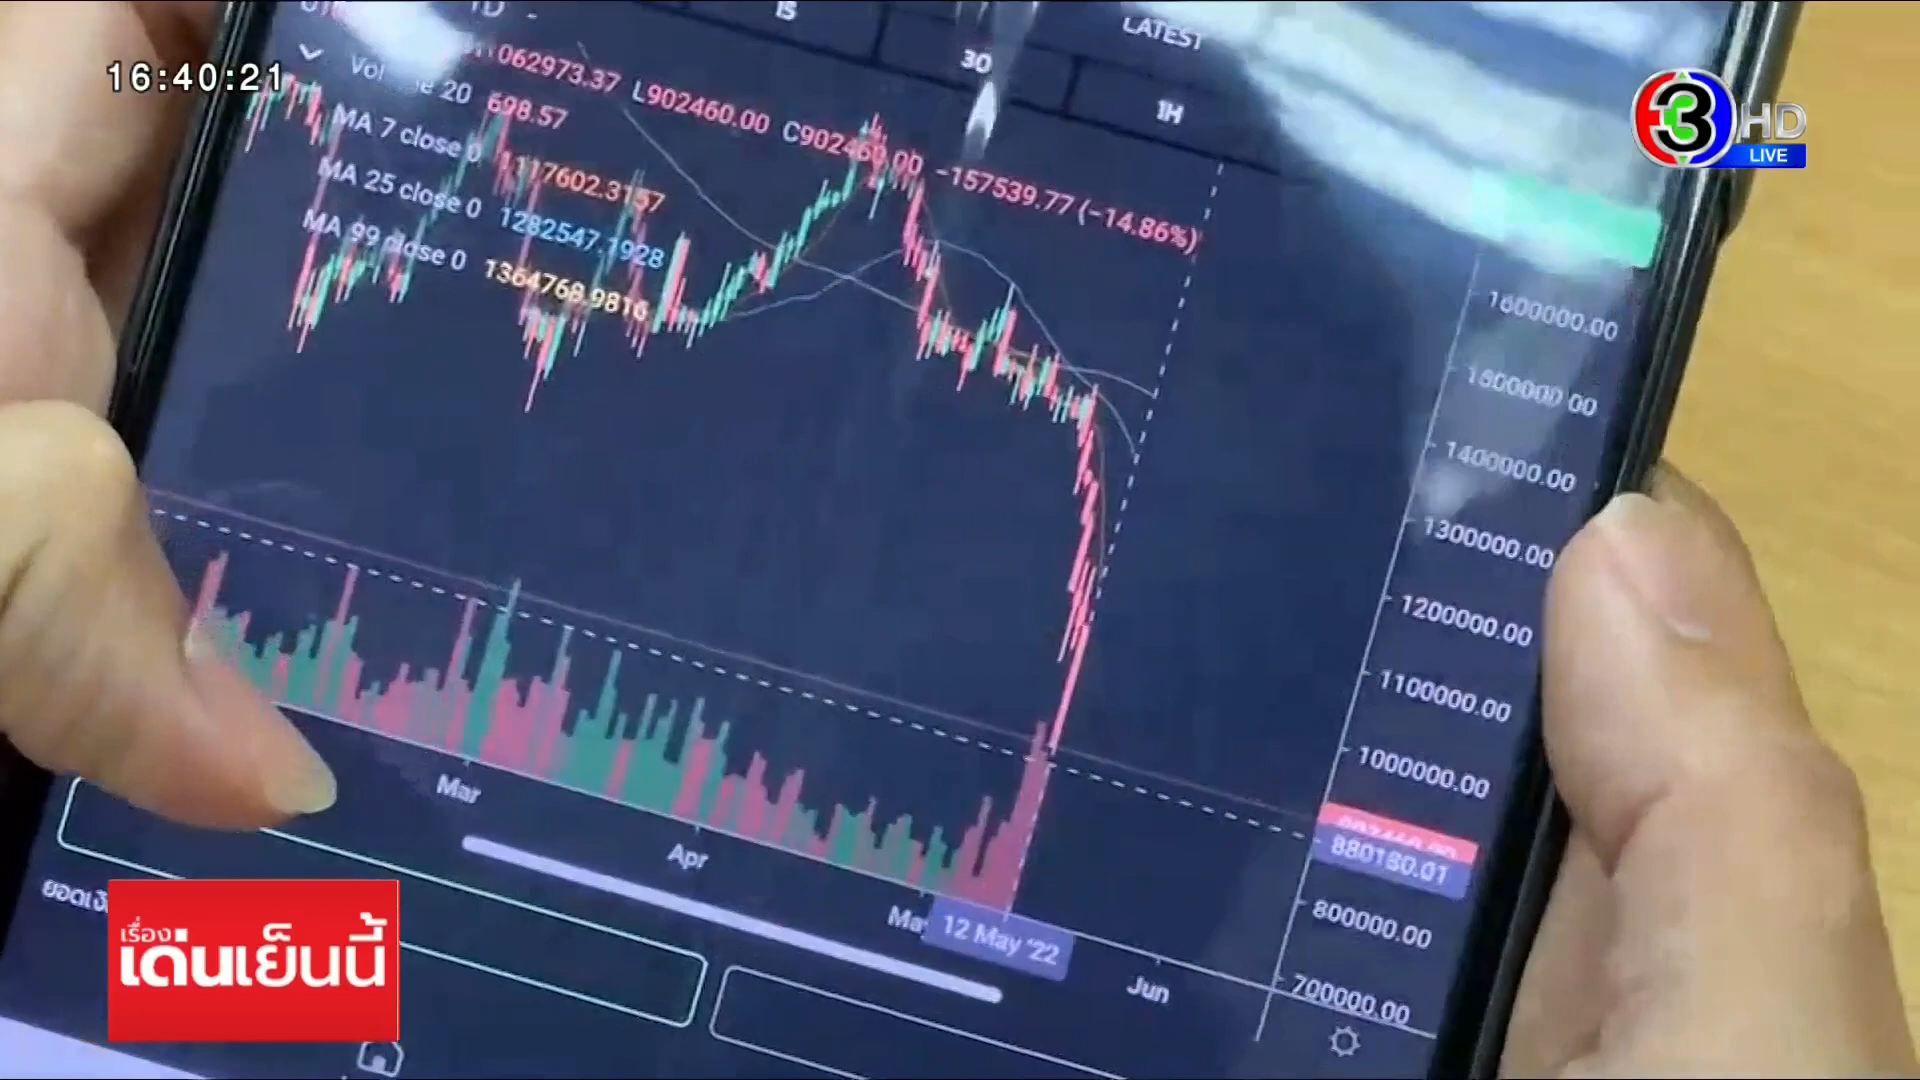 16:40:21
1D
15
30
1H
LATEST
3 HD
LIVE
1062973.37 L902460.00 C902460.00 -157539.77 (-14.86%)
20 698.57
MA 7 close 0 1117602.3157
MA 25 close 0 1282547.1928
MA 99 close 0 1364768.9816
1600000.00
1500000.00
1400000.00
1300000.00
1200000.00
1100000.00
1000000.00
880180.01
800000.00
700000.00
Mar
Apr
May
12 May '22
Jun
เรื่อง
เด่นเย็นนี้